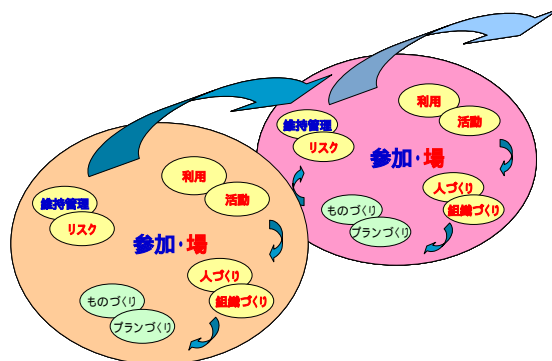 利用
活動
維持管理
リスク
参加・場
人づくり
組織づくり
ものづくり
プランづくり
利用
活動
維持管理
リスク
参加・場
人づくり
組織づくり
ものづくり
プランづくり